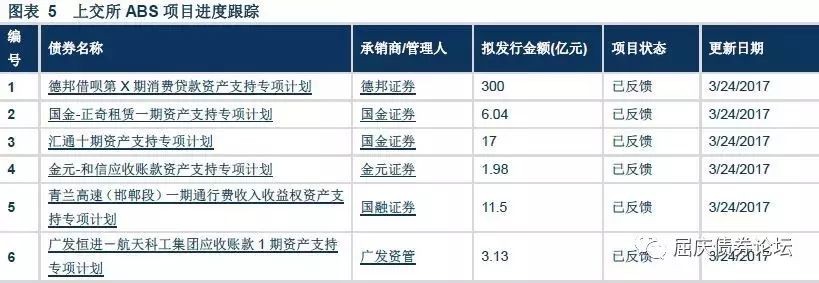 图表 5 上交所 ABS 项目进度跟踪
编号 债券名称 承销商/管理人 拟发行金额(亿元) 项目状态 更新日期
1 德邦借呗第 X 期消费贷款资产支持专项计划 德邦证券 300 已反馈 3/24/2017
2 国金-正奇租赁一期资产支持专项计划 国金证券 6.04 已反馈 3/24/2017
3 汇通十期资产支持专项计划 国金证券 17 已反馈 3/24/2017
4 金元-和信应收账款资产支持专项计划 金元证券 1.98 已反馈 3/24/2017
5 青兰高速（邯郸段）一期通行费收入收益权资产支
持专项计划 国融证券 11.5 已反馈 3/24/2017
6 广发恒进－航天科工集团应收账款 1 期资产支持
专项计划 广发资管 3.13 已反馈 3/24/2017
屈庆债券论坛